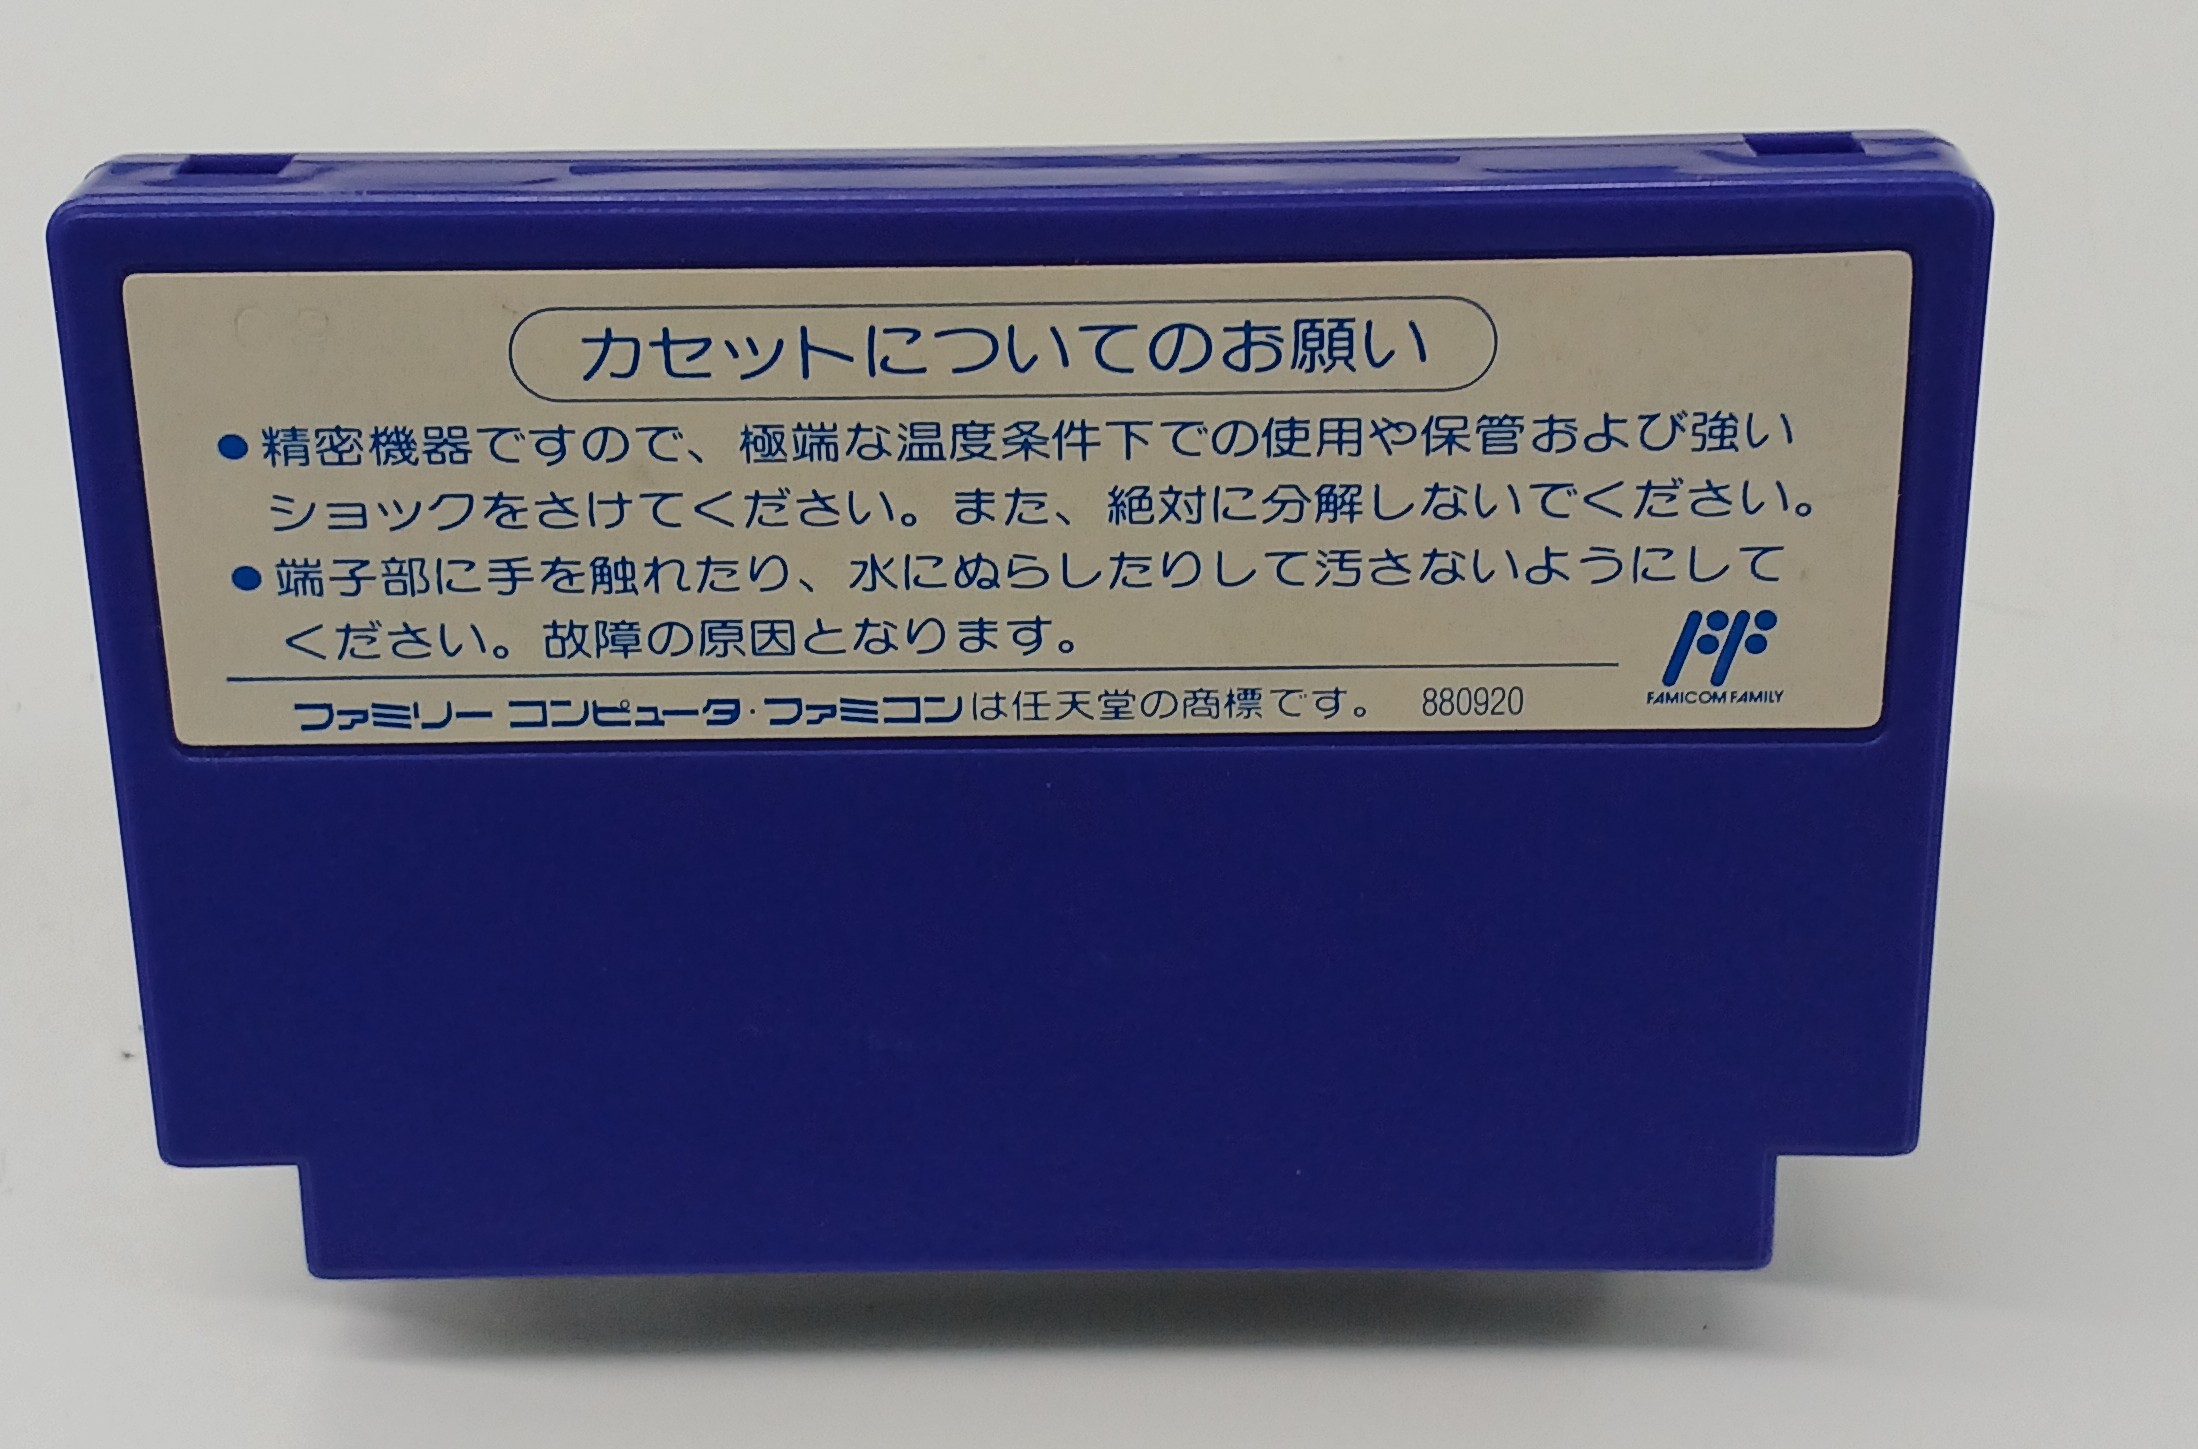 カセットについてのお願い
●精密機器ですので、極端な温度条件下での使用や保管および強い
ショックをさけてください。また、絶対に分解しないでください。
●端子部に手を触れたり、水にぬらしたりして汚さないようにして
ください。故障の原因となります。
ファミリー コンピュータ・ファミコンは任天堂の商標です。 880920
FAMICOM FAMILY